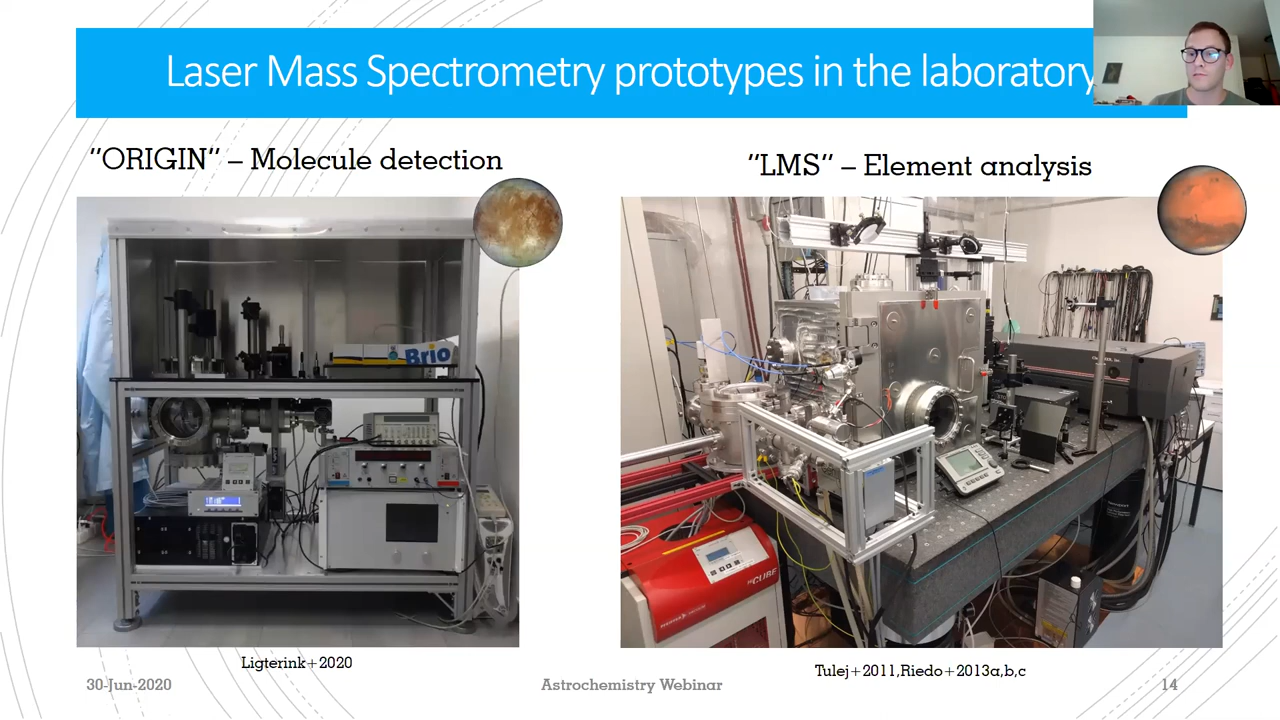 Laser Mass Spectrometry prototypes in the laboratory
"ORIGIN" – Molecule detection
"LMS" – Element analysis
Brio
HiCUBE
Ligterink+2020
Tulej+2011,Riedo+2013a,b,c
30-Jun-2020
Astrochemistry Webinar
14